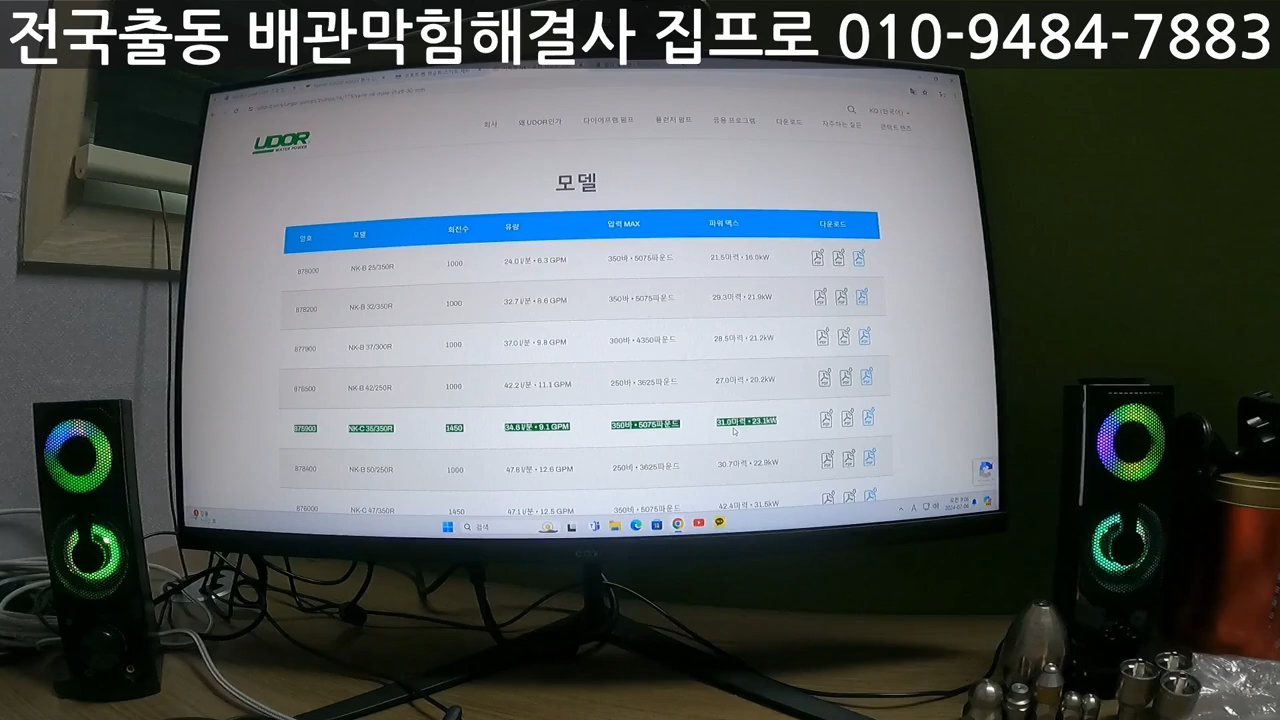 전국출동 배관막힘해결사 집프로 010-9484-7883
KO (한국어)
회사 왜 UDOR인가 다이어프램 펌프 플런저 펌프 응용 프로그램 다운로드 자주하는 질문 콘택트렌즈
UDOR
WATER POWER
모델
암호 모델 회전수 유량 압력 MAX 파워 맥스 다운로드
879000 NK-B 25/350R 1000 24.0 l/분 • 6.3 GPM 350바 • 5075파운드 21.5마력 • 16.0kW
878200 NK-B 32/350R 1000 32.7 l/분 • 8.6 GPM 350바 • 5075파운드 29.3마력 • 21.9kW
877900 NK-B 37/300R 1000 37.0 l/분 • 9.8 GPM 300바 • 4350파운드 28.5마력 • 21.2kW
876500 NK-B 42/250R 1000 42.2 l/분 • 11.1 GPM 250바 • 3625파운드 27.0마력 • 20.2kW
875900 NK-C 35/350R 1450 34.6 l/분 • 9.1 GPM 350바 • 5075파운드 31.0마력 • 23.1kW
878400 NK-B 50/250R 1000 47.8 l/분 • 12.6 GPM 250바 • 3625파운드 30.7마력 • 22.9kW
876000 NK-C 47/350R 1450 47.1 l/분 • 12.5 GPM 350바 • 5075파운드 42.4마력 • 31.5kW
검색
COX